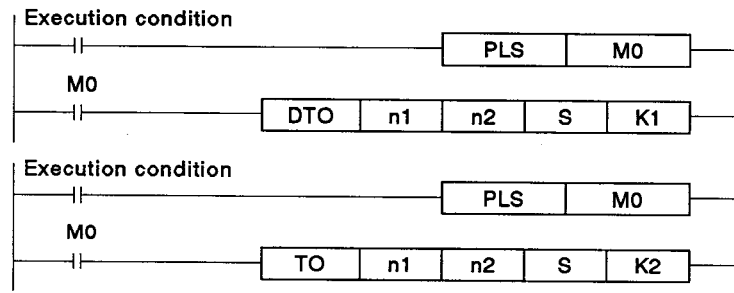 Execution condition
PLS M0
M0
DTO n1 n2 S K1
Execution condition
PLS M0
M0
TO n1 n2 S K2